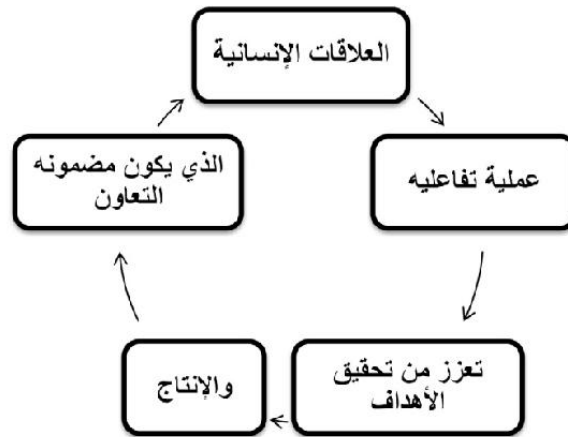 العلاقات الإنسانية
عملية تفاعليه
تعزز من تحقيق
الأهداف
والإنتاج
الذي يكون مضمونه
التعاون